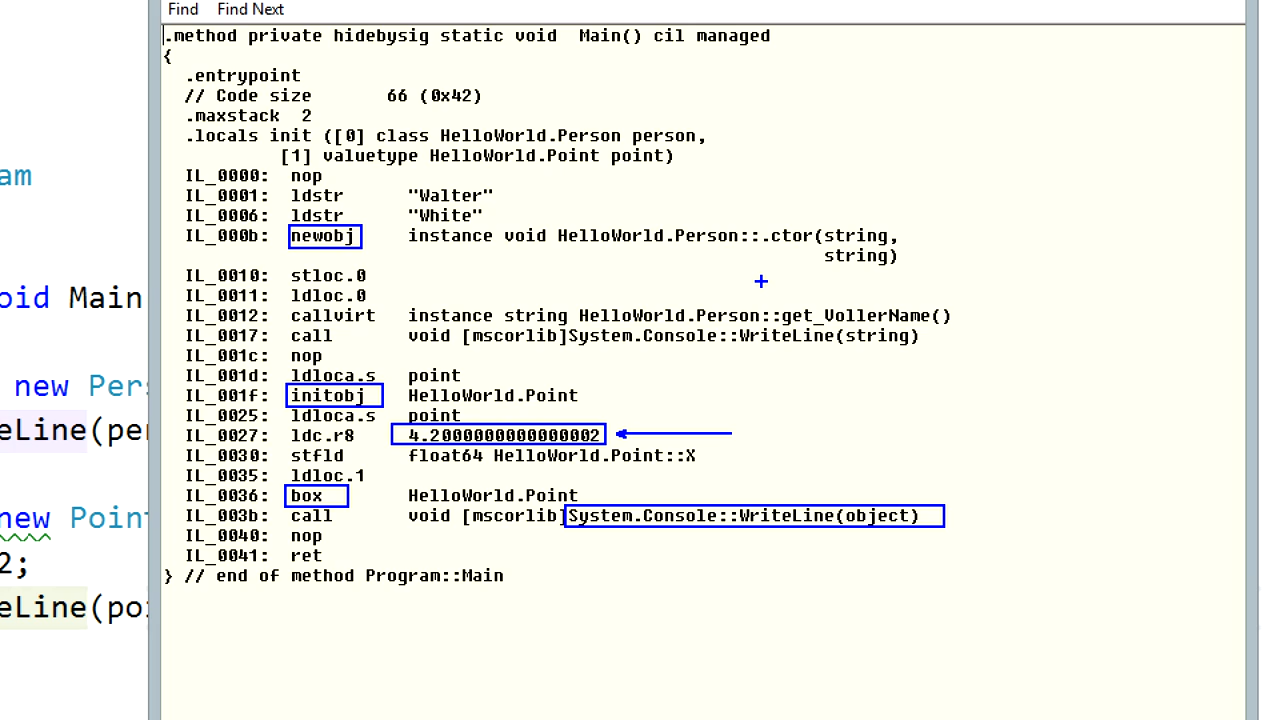 Find Find Next
.method private hidebysig static void  Main() cil managed
{
  .entrypoint
  // Code size       66 (0x42)
  .maxstack  2
  .locals init ([0] class HelloWorld.Person person,
           [1] valuetype HelloWorld.Point point)
am
  IL_0000:  nop
  IL_0001:  ldstr      "Walter"
  IL_0006:  ldstr      "White"
  IL_000b:  newobj     instance void HelloWorld.Person::.ctor(string,
                                                              string)
  IL_0010:  stloc.0
oid Main
  IL_0011:  ldloc.0
  IL_0012:  callvirt   instance string HelloWorld.Person::get_VollerName()
  IL_0017:  call       void [mscorlib]System.Console::WriteLine(string)
  IL_001c:  nop
  IL_001d:  ldloca.s   point
new Pers
  IL_001f:  initobj    HelloWorld.Point
  IL_0025:  ldloca.s   point
eLine(per
  IL_0027:  ldc.r8     4.2000000000000002
  IL_0030:  stfld      float64 HelloWorld.Point::X
  IL_0035:  ldloc.1
  IL_0036:  box        HelloWorld.Point
new Point
  IL_003b:  call       void [mscorlib]System.Console::WriteLine(object)
  IL_0040:  nop
  IL_0041:  ret
2;
} // end of method Program::Main
eLine(poi